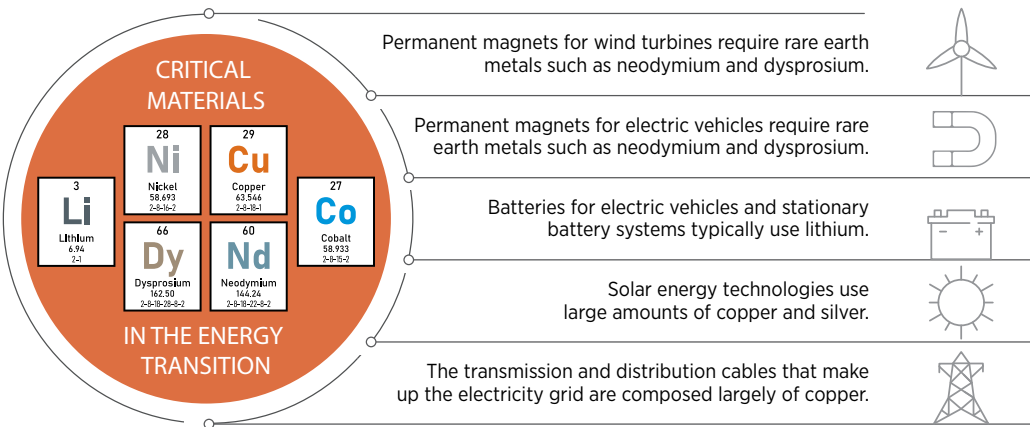 CRITICAL
MATERIALS
28
Ni
Nickel
58.693
2-8-16-2
29
Cu
Copper
63.546
2-8-18-1
3
Li
Lithium
6.94
2-1
27
Co
Cobalt
58.933
2-8-15-2
66
Dy
Dysprosium
162.50
2-8-18-28-8-2
60
Nd
Neodymium
144.24
2-8-18-22-8-2
IN THE ENERGY
TRANSITION
Permanent magnets for wind turbines require rare earth
metals such as neodymium and dysprosium.
Permanent magnets for electric vehicles require rare
earth metals such as neodymium and dysprosium.
Batteries for electric vehicles and stationary
battery systems typically use lithium.
Solar energy technologies use
large amounts of copper and silver.
The transmission and distribution cables that make
up the electricity grid are composed largely of copper.